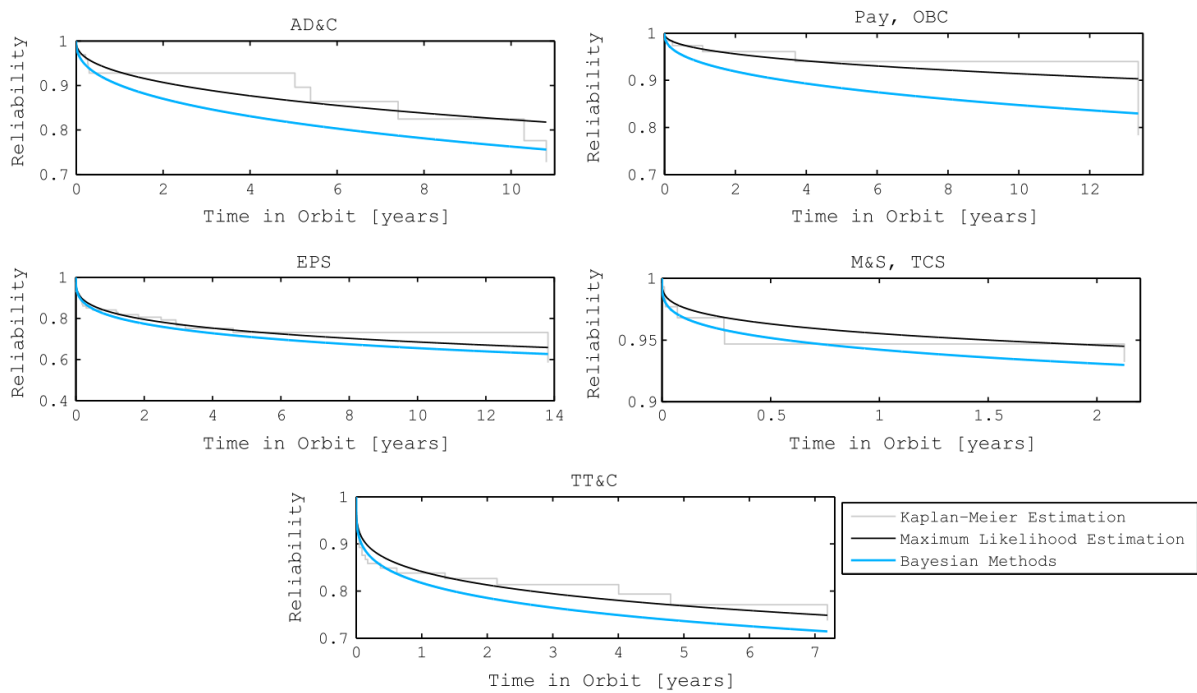 AD&C
Reliability
1
0.9
0.8
0.7
0 2 4 6 8 10
Time in Orbit [years]
Pay, OBC
Reliability
1
0.9
0.8
0.7
0 2 4 6 8 10 12
Time in Orbit [years]
EPS
Reliability
1
0.8
0.6
0.4
0 2 4 6 8 10 12 14
Time in Orbit [years]
M&S, TCS
Reliability
1
0.95
0.9
0 0.5 1 1.5 2
Time in Orbit [years]
TT&C
Reliability
1
0.9
0.8
0.7
0 1 2 3 4 5 6 7
Time in Orbit [years]
Kaplan-Meier Estimation
Maximum Likelihood Estimation
Bayesian Methods